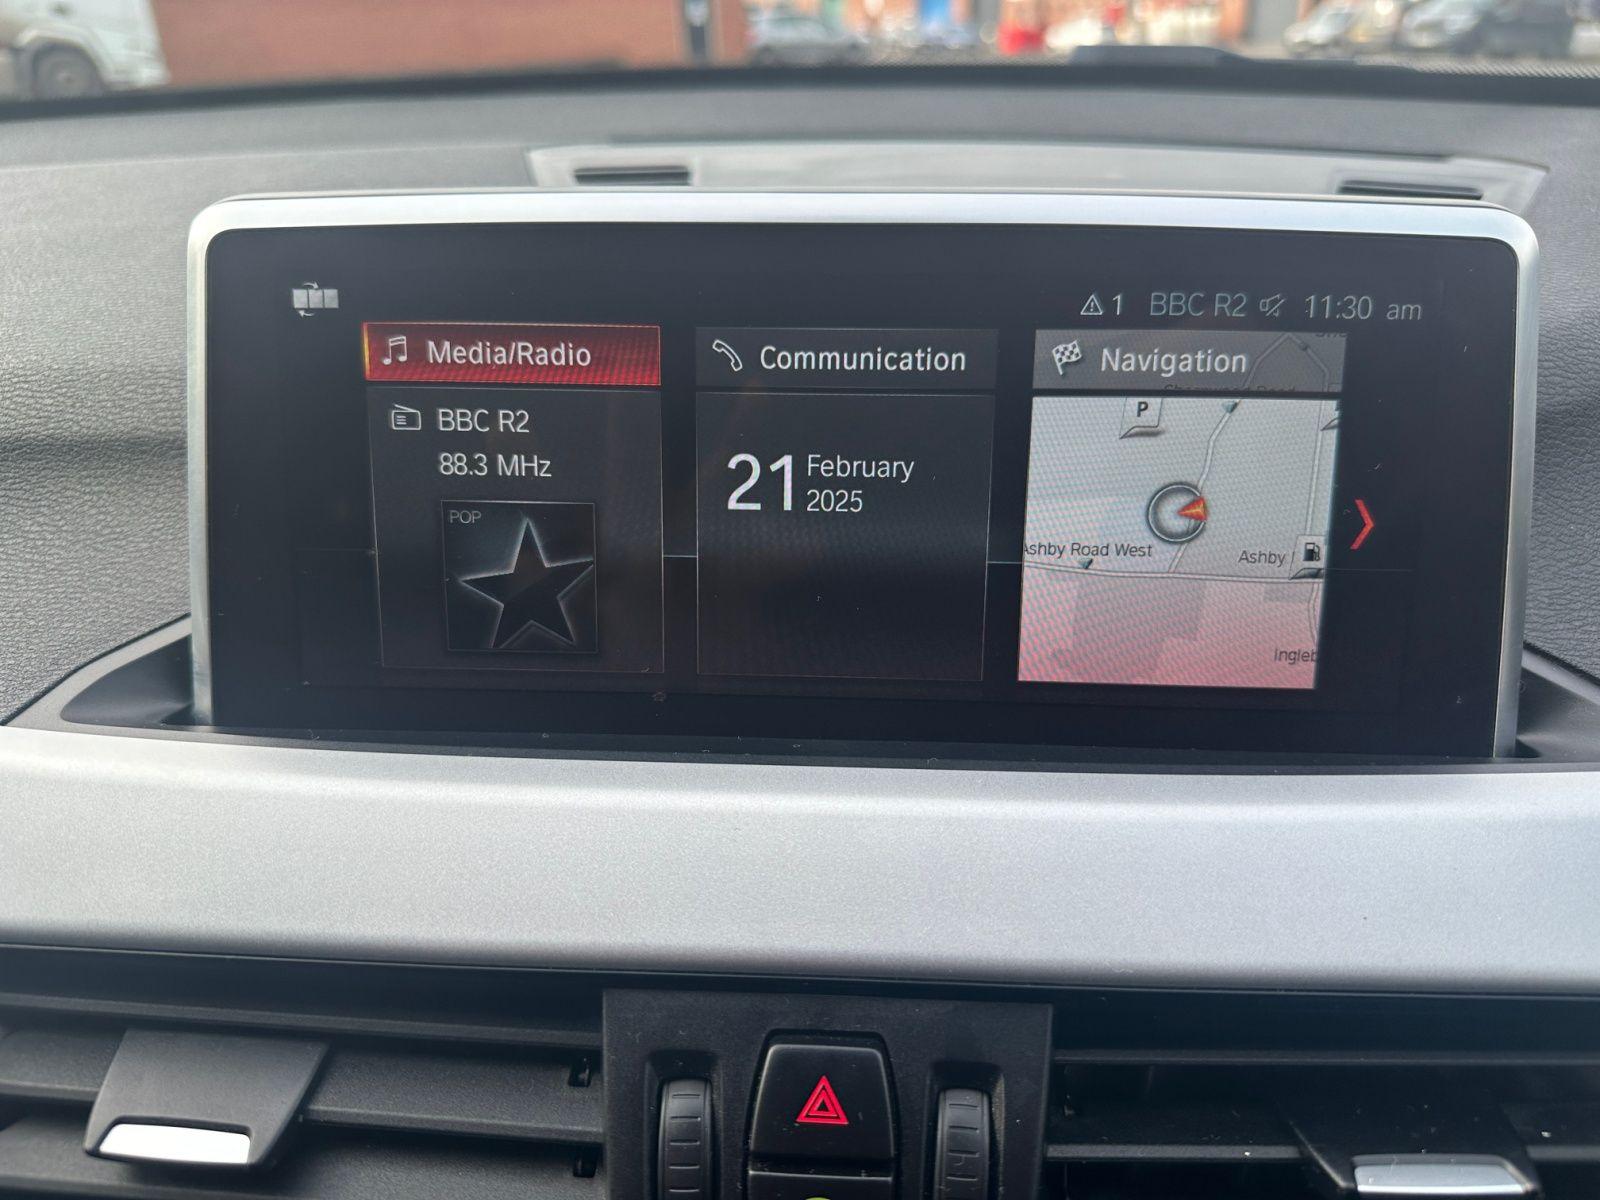 1 BBC R2 11:30 am
Media/Radio
BBC R2
88.3 MHz
POP
Communication
21 February
2025
Navigation
P
Ashby Road West
Ashby